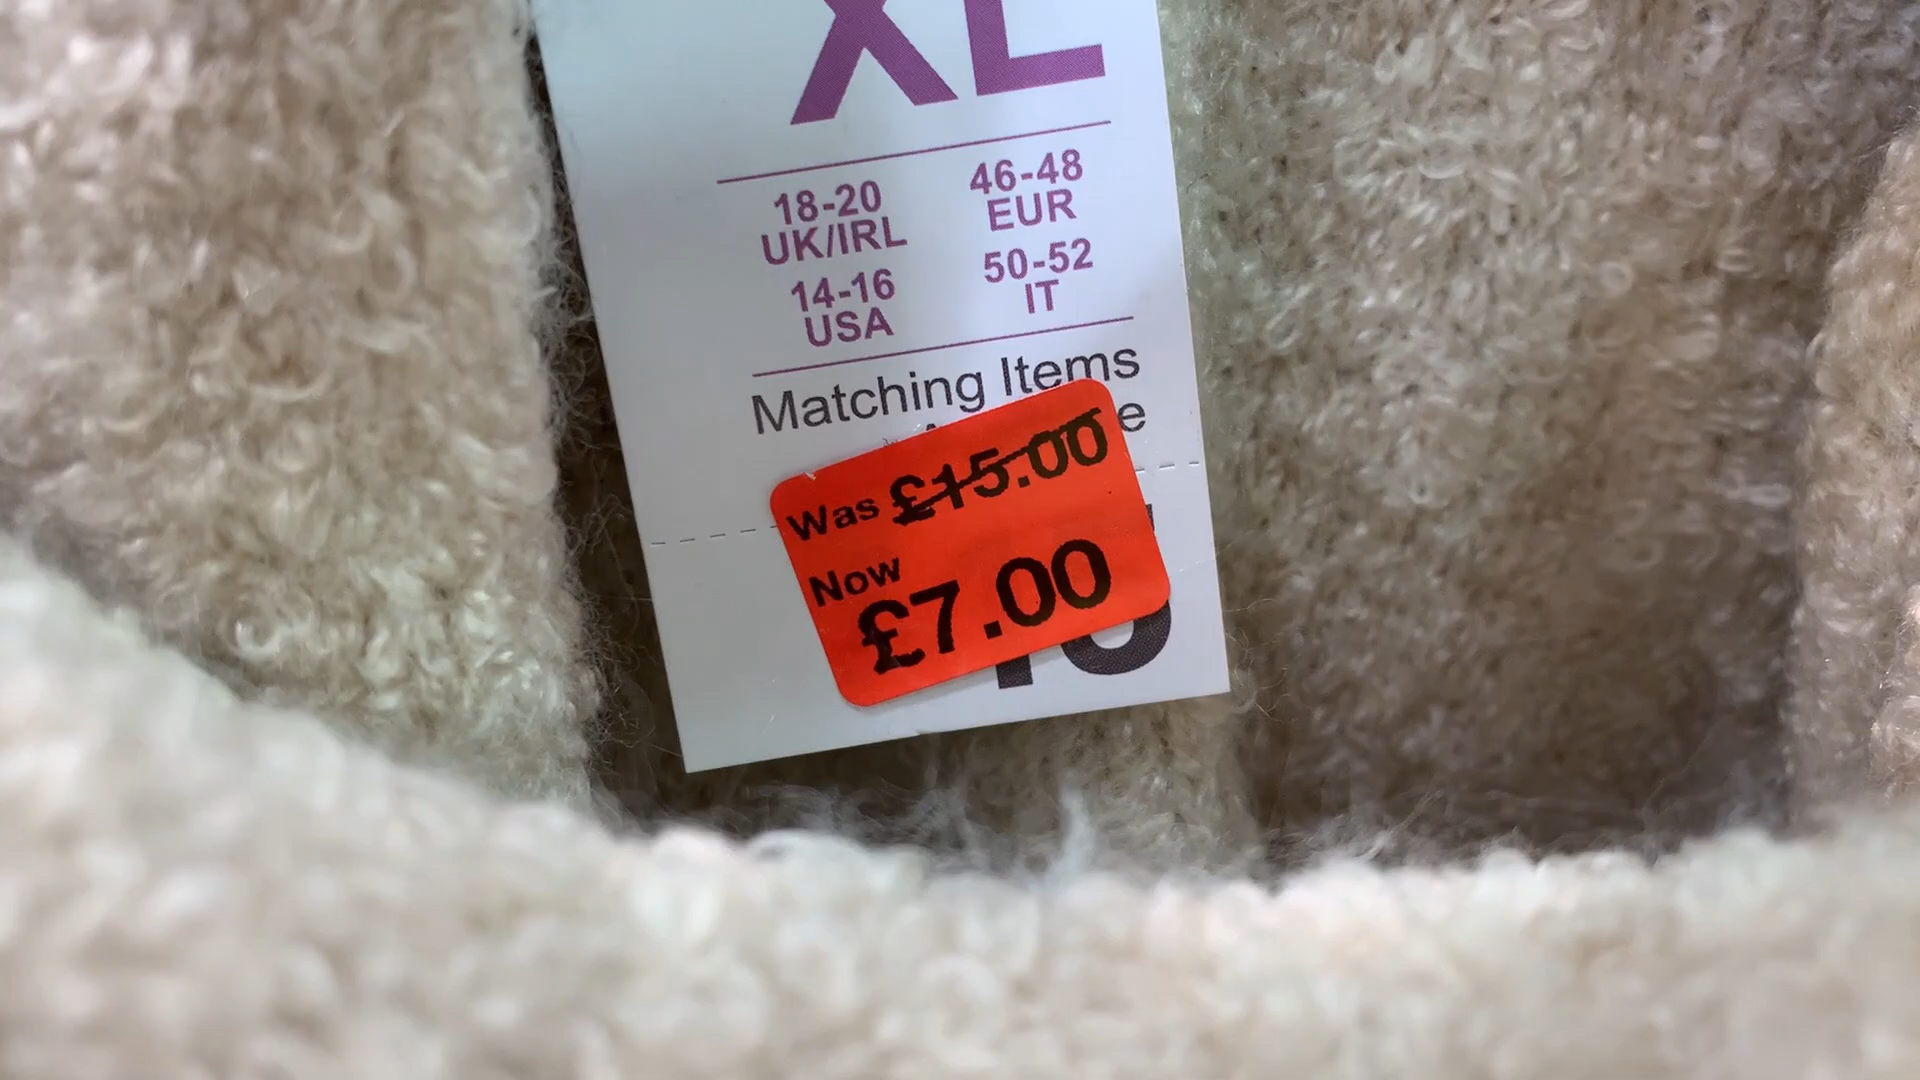 XL
18-20
UK/IRL
46-48
EUR
14-16
USA
50-52
IT
Matching Items
Was £15.00
Now
£7.00